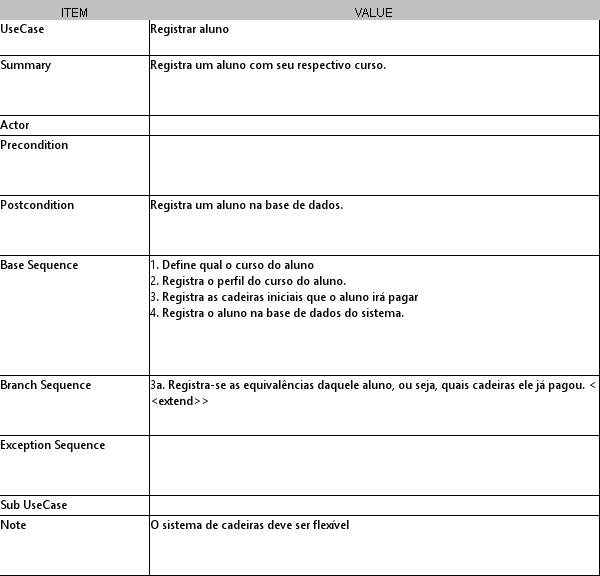 ITEM VALUE
UseCase Registrar aluno
Summary Registra um aluno com seu respectivo curso.
Actor
Precondition
Postcondition Registra um aluno na base de dados.
Base Sequence 1. Define qual o curso do aluno
2. Registra o perfil do curso do aluno.
3. Registra as cadeiras iniciais que o aluno irá pagar
4. Registra o aluno na base de dados do sistema.
Branch Sequence 3a. Registra-se as equivalências daquele aluno, ou seja, quais cadeiras ele já pagou. <
<extend>>
Exception Sequence
Sub UseCase
Note O sistema de cadeiras deve ser flexível